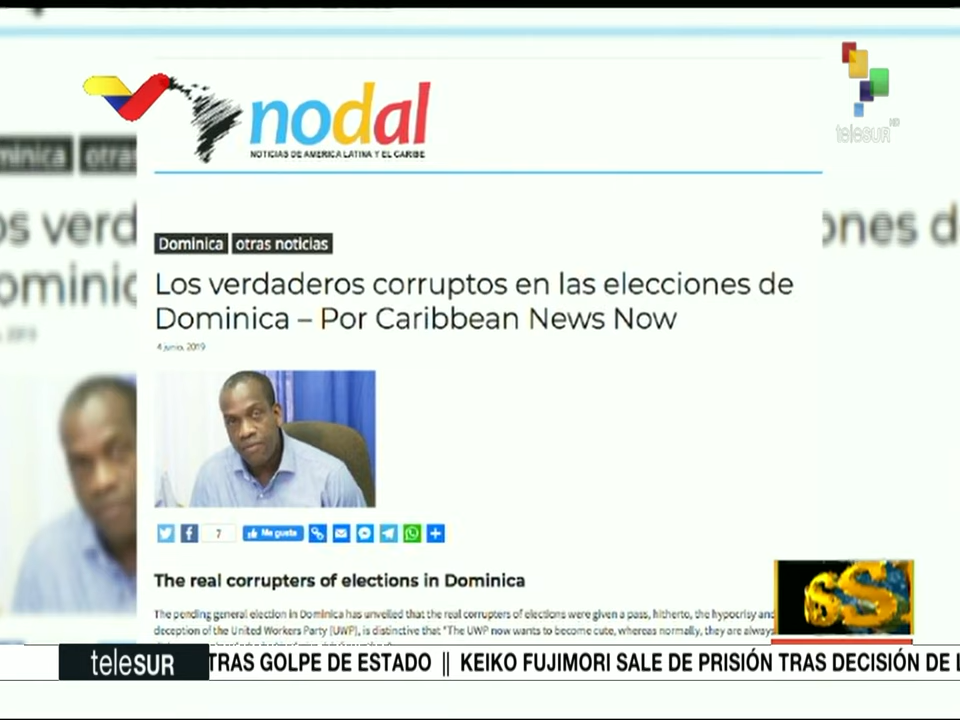 nodal
NOTICIAS DE AMERICA LATINA Y EL CARIBE
teleSUR HD
Dominica otras noticias
Los verdaderos corruptos en las elecciones de
Dominica – Por Caribbean News Now
4 junio, 2019
7 Me gusta
The real corrupters of elections in Dominica
The pending general election in Dominica has unveiled that the real corrupters of elections were given a pass, hitherto, the hypocrisy and
deception of the United Workers Party (UWP), is distinctive that "The UWP now wants to become cute, whereas normally, they are always
SS
teleSUR TRAS GOLPE DE ESTADO || KEIKO FUJIMORI SALE DE PRISIÓN TRAS DECISIÓN DE L